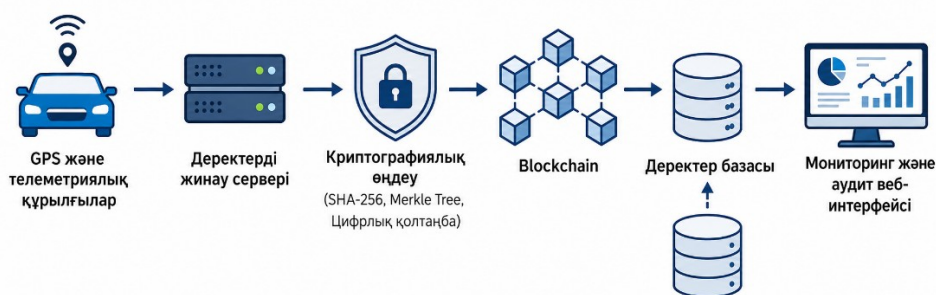 GPS және
телеметриялық
құрылғылар
Деректерді
жинау сервері
Криптографиялық
өңдеу
(SHA-256, Merkle Tree,
Цифрлық қолтаңба)
Blockchain
Деректер базасы
Мониторинг және
аудит веб-
интерфейсі